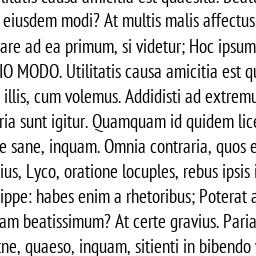 eiusdem modi? At multis malis affectus
are ad ea primum, si videtur; Hoc ipsum
IO MODO. Utilitatis causa amicitia est qu
illis, cum volumus. Addidisti ad extremu
ria sunt igitur. Quamquam id quidem lice
e sane, inquam. Omnia contraria, quos e
ius, Lyco, oratione locuples, rebus ipsis i
ippe: habes enim a rhetoribus; Poterat a
am beatissimum? At certe gravius. Paria
ne, quaeso, inquam, sitienti in bibendo